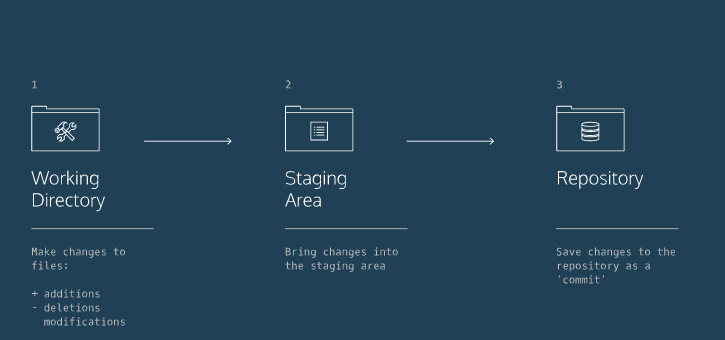 1
Working
Directory
Make changes to
files:
+ additions
- deletions
modifications
2
Staging
Area
Bring changes into
the staging area
3
Repository
Save changes to the
repository as a
‘commit’